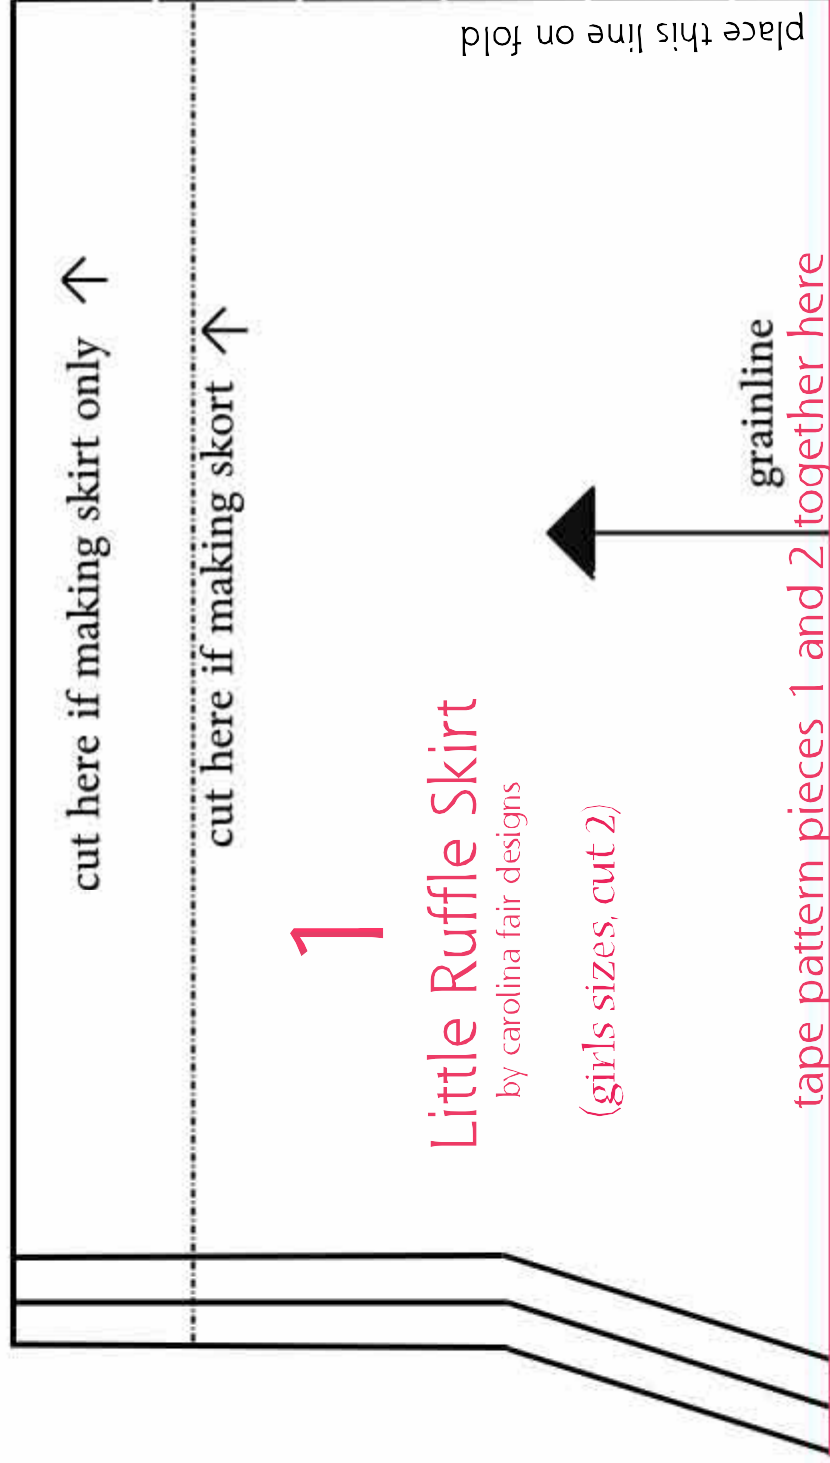 cut here if making skirt only
cut here if making skort
1
Little Ruffle Skirt
by carolina fair designs
(girls sizes, cut 2)
place this line on fold
grainline
tape pattern pieces 1 and 2 together here